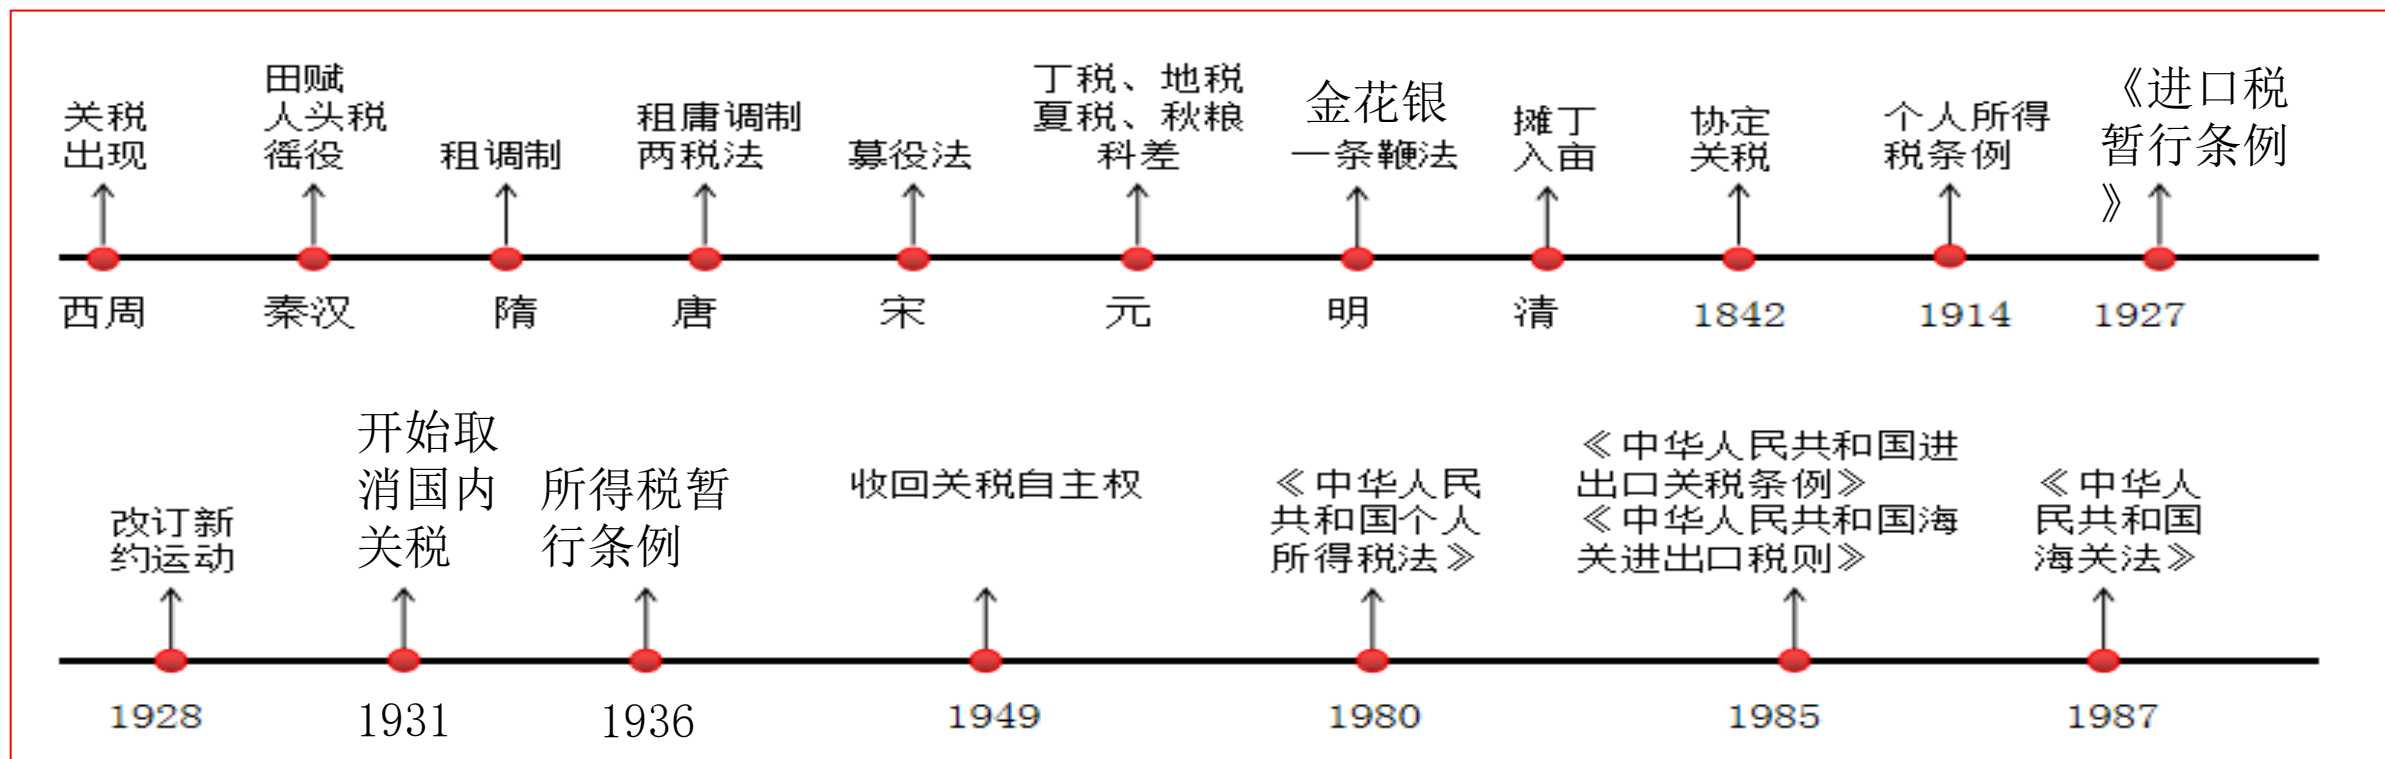 关税
出现
田赋
人头税
徭役
租调制
租庸调制
两税法
募役法
丁税、地税
夏税、秋粮
科差
金花银
一条鞭法
摊丁
入亩
协定
关税
个人所得
税条例
《进口税
暂行条例
》
西周
秦汉
隋
唐
宋
元
明
清
1842
1914
1927
改订新
约运动
开始取
消国内
关税
所得税暂
行条例
收回关税自主权
《中华人民
共和国个人
所得税法》
《中华人民共和国进
出口关税条例》
《中华人民共和国海
关进出口税则》
《中华人
民共和国
海关法》
1928
1931
1936
1949
1980
1985
1987